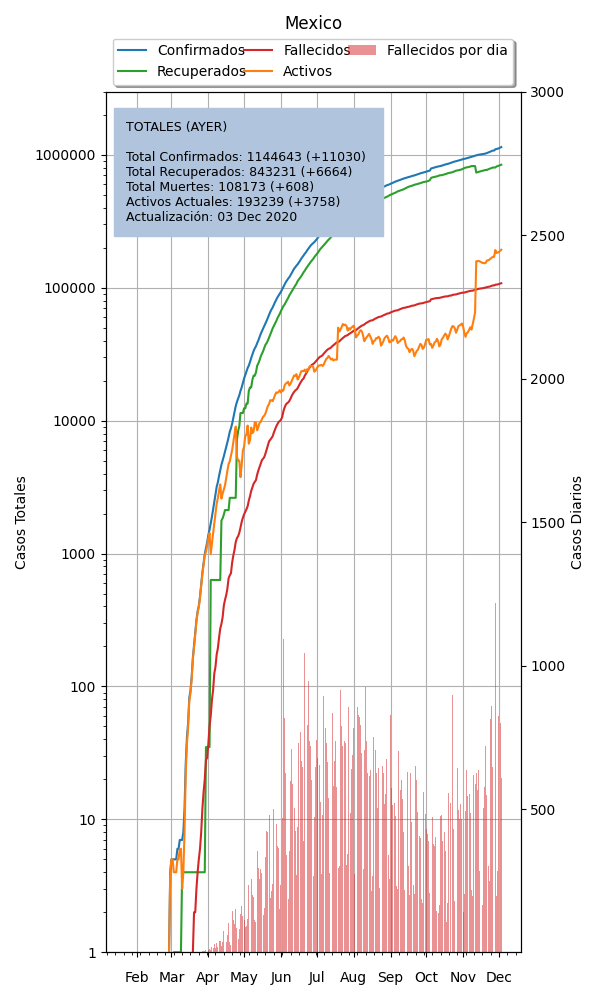 Mexico
Confirmados
Recuperados
Fallecidos
Activos
Fallecidos por dia
TOTALES (AYER)
Total Confirmados: 1144643 (+11030)
Total Recuperados: 843231 (+6664)
Total Muertes: 108173 (+608)
Activos Actuales: 193239 (+3758)
Actualización: 03 Dec 2020
Casos Totales
1000000
100000
10000
1000
100
10
1
3000
2500
2000
1500
1000
500
Casos Diarios
Feb Mar Apr May Jun Jul Aug Sep Oct Nov Dec